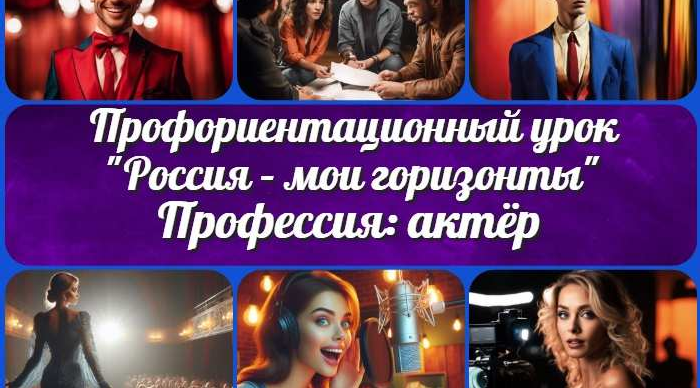 Профориентационный урок
"Россия – мои горизонты"
Профессия: актёр